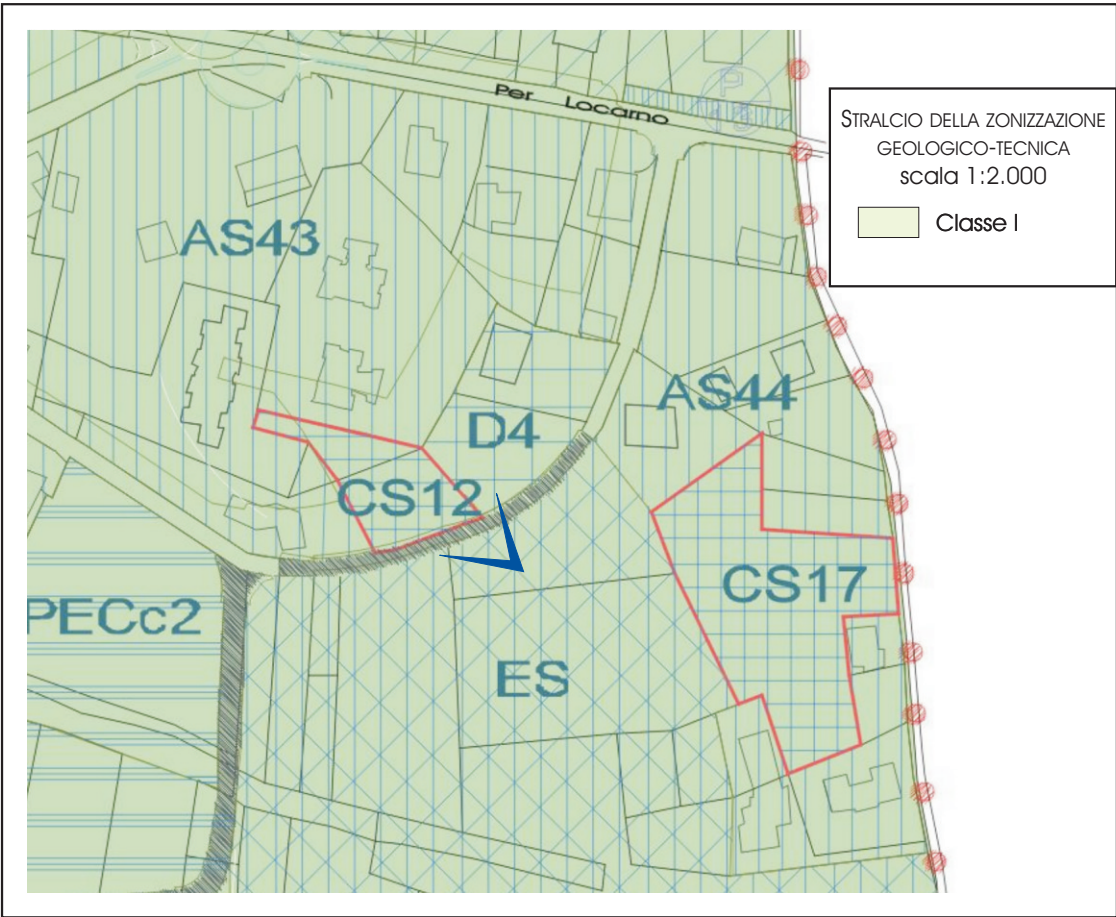 Per Locarno
STRALCIO DELLA ZONIZZAZIONE
GEOLOGICO-TECNICA
scala 1:2.000
Classe I
AS43
AS44
D4
CS12
CS17
PECc2
ES